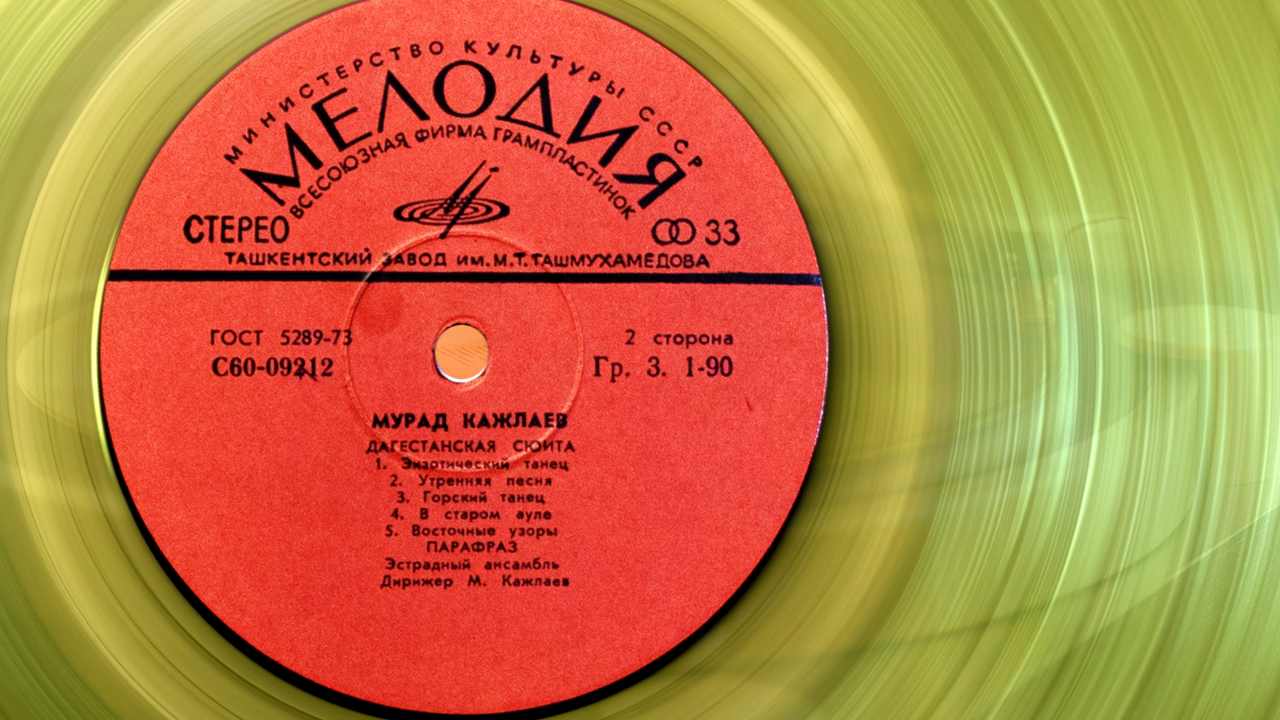 МИНИСТЕРСТВО КУЛЬТУРЫ СССР
МЕЛОДИЯ
ВСЕСОЮЗНАЯ ФИРМА ГРАМПЛАСТИНОК
СТЕРЕО
33
ТАШКЕНТСКИЙ ЗАВОД ИМ. М.Т. ТАШМУХАМЕДОВА
ГОСТ 5289-73
2 сторона
С60-09212
Гр. 3. 1-90
МУРАД КАЖЛАЕВ
ДАГЕСТАНСКАЯ СЮИТА
1. Экзотический танец
2. Утренняя песня
3. Горский танец
4. В старом ауле
5. Восточные узоры
ПАРАФРАЗ
Эстрадный ансамбль
Дирижер М. Кажлаев